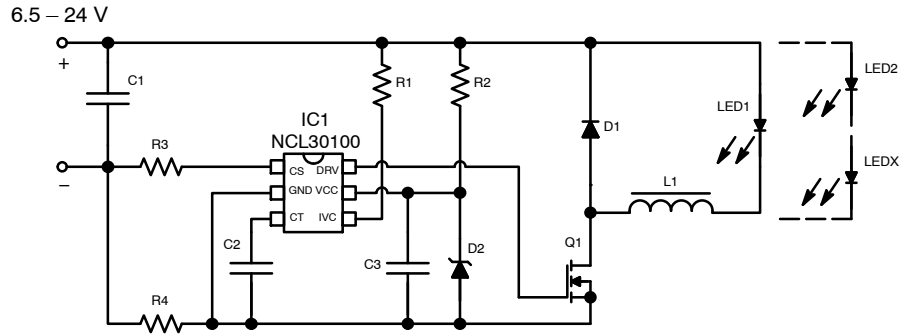 6.5 – 24 V
+
C1
R1
R2
LED2
IC1
NCL30100
LED1
D1
R3
–
CS
DRV
GND
VCC
CT
IVC
L1
LEDX
C2
C3
D2
Q1
R4